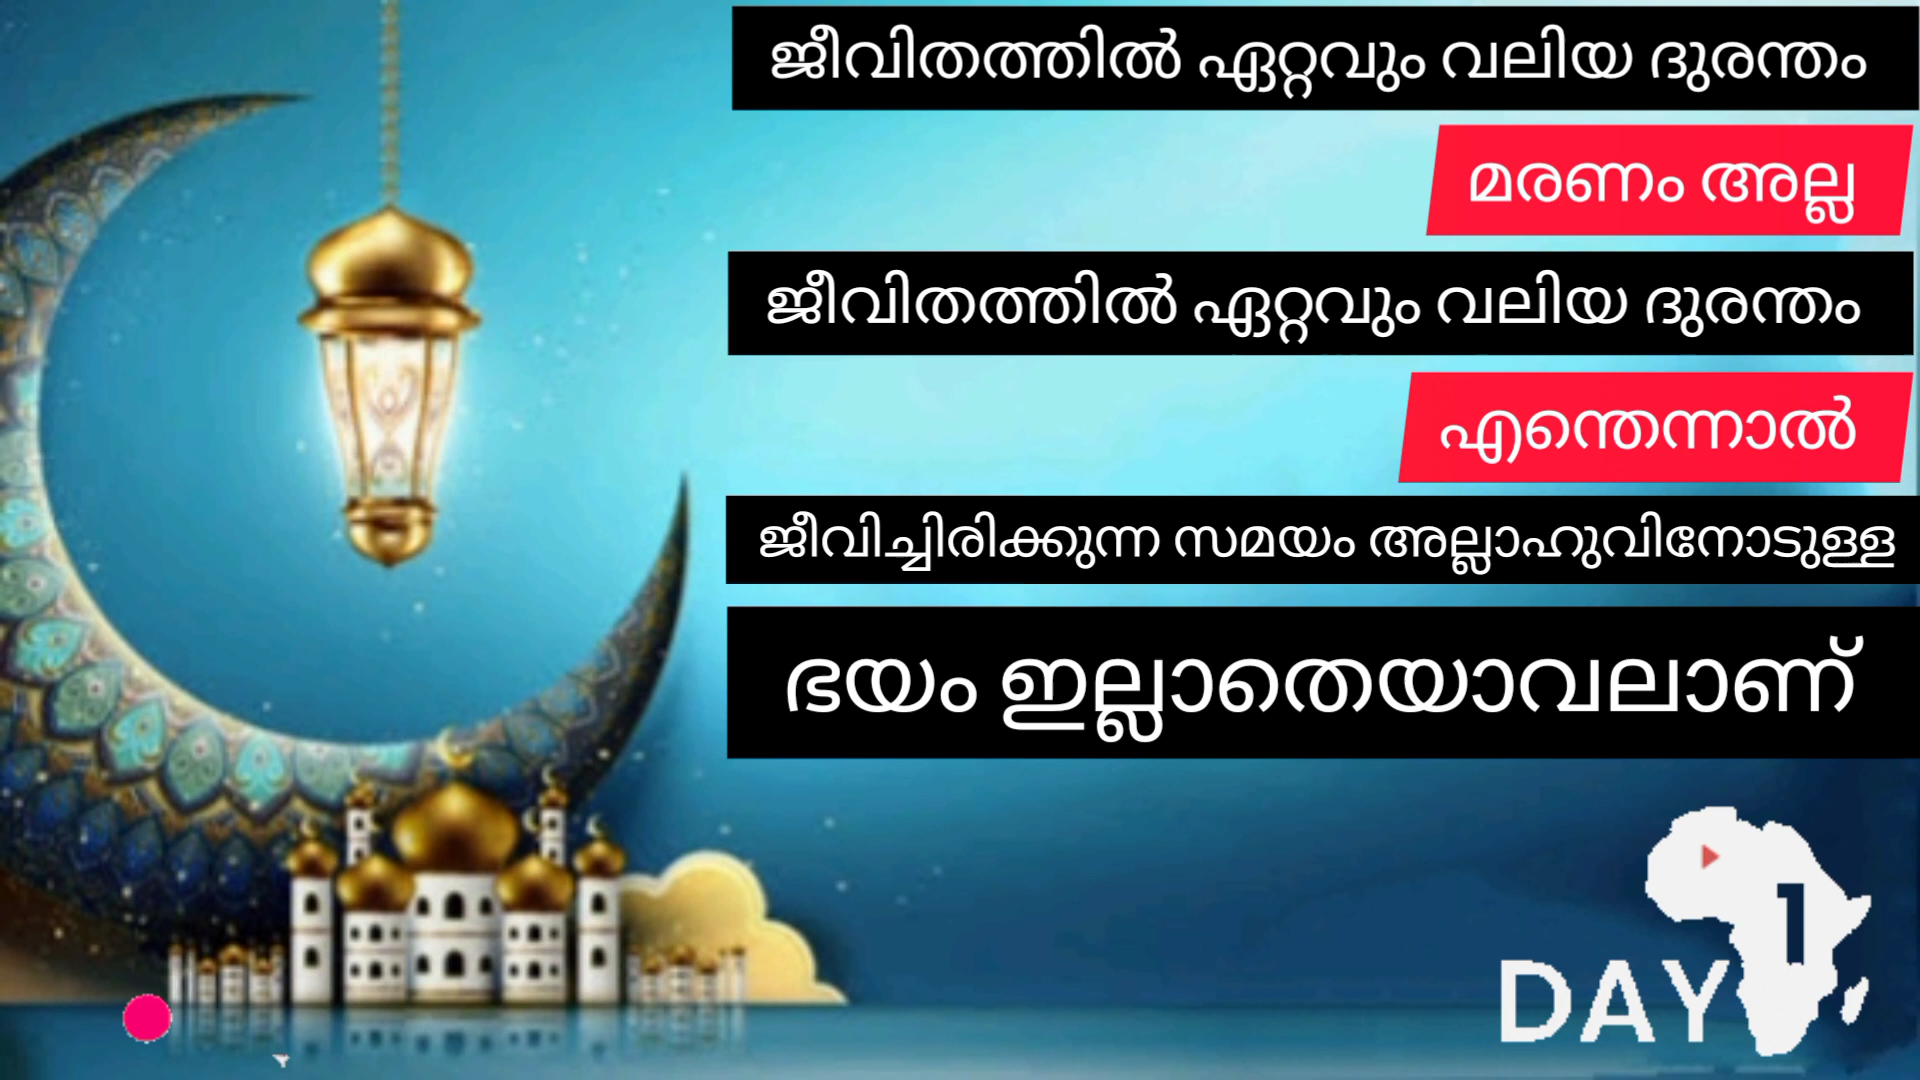 ജീവിതത്തിൽ ഏറ്റവും വലിയ ദുരന്തം
മരണം അല്ല
ജീവിതത്തിൽ ഏറ്റവും വലിയ ദുരന്തം
എന്തെന്നാൽ
ജീവിച്ചിരിക്കുന്ന സമയം അല്ലാഹുവിനോടുള്ള
ഭയം ഇല്ലാതെയാവലാണ്
DAY 1